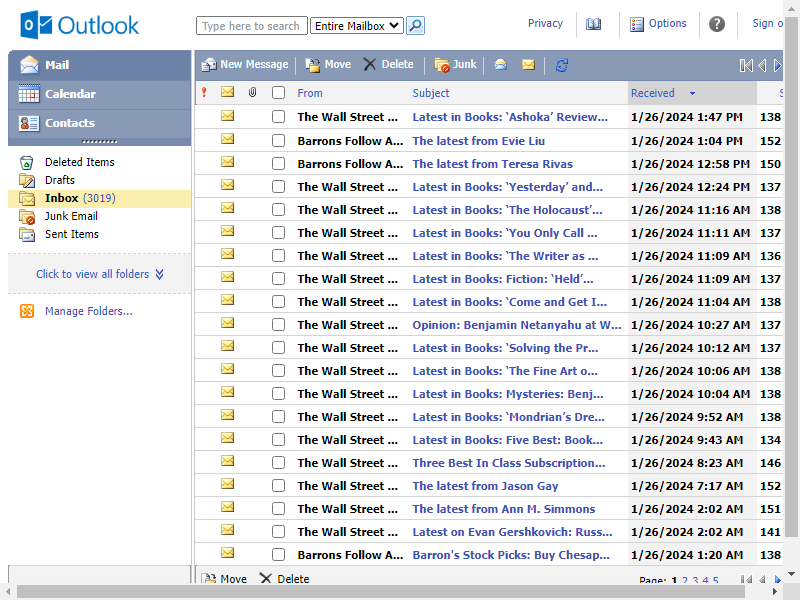 Outlook
Type here to search
Entire Mailbox
Privacy
Options
Sign o
Mail
Calendar
Contacts
Deleted Items
Drafts
Inbox (3019)
Junk Email
Sent Items
Click to view all folders
Manage Folders...
New Message Move Delete Junk
From Subject Received S
The Wall Street ... Latest in Books: ‘Ashoka’ Review... 1/26/2024 1:47 PM 138
Barrons Follow A... The latest from Evie Liu 1/26/2024 1:04 PM 152
Barrons Follow A... The latest from Teresa Rivas 1/26/2024 12:58 PM 150
The Wall Street ... Latest in Books: ‘Yesterday’ and... 1/26/2024 12:24 PM 137
The Wall Street ... Latest in Books: ‘The Holocaust’... 1/26/2024 11:16 AM 138
The Wall Street ... Latest in Books: ‘You Only Call ... 1/26/2024 11:11 AM 137
The Wall Street ... Latest in Books: ‘The Writer as ... 1/26/2024 11:09 AM 136
The Wall Street ... Latest in Books: Fiction: ‘Held’... 1/26/2024 11:09 AM 137
The Wall Street ... Latest in Books: ‘Come and Get I... 1/26/2024 11:04 AM 138
The Wall Street ... Opinion: Benjamin Netanyahu at W... 1/26/2024 10:27 AM 137
The Wall Street ... Latest in Books: ‘Solving the Pr... 1/26/2024 10:12 AM 137
The Wall Street ... Latest in Books: ‘The Fine Art o... 1/26/2024 10:06 AM 138
The Wall Street ... Latest in Books: Mysteries: Benj... 1/26/2024 10:04 AM 138
The Wall Street ... Latest in Books: ‘Mondrian’s Dre... 1/26/2024 9:52 AM 138
The Wall Street ... Latest in Books: Five Best: Book... 1/26/2024 9:43 AM 134
The Wall Street ... Three Best In Class Subscription... 1/26/2024 8:23 AM 146
The Wall Street ... The latest from Jason Gay 1/26/2024 7:17 AM 152
The Wall Street ... The latest from Ann M. Simmons 1/26/2024 2:02 AM 151
The Wall Street ... Latest on Evan Gershkovich: Russ... 1/26/2024 2:02 AM 141
Barrons Follow A... Barron's Stock Picks: Buy Cheap... 1/26/2024 1:20 AM 138
Move Delete Page: 1 2 3 4 5